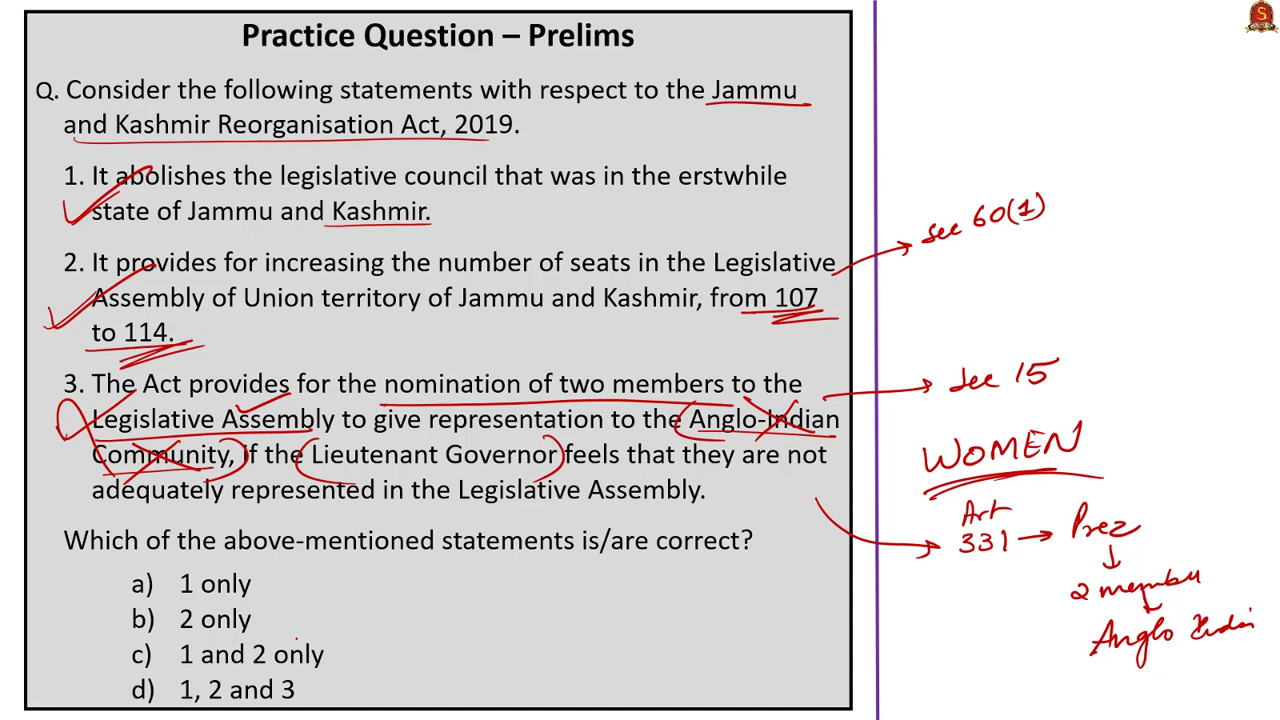 Practice Question – Prelims
Q. Consider the following statements with respect to the Jammu
and Kashmir Reorganisation Act, 2019.
1. It abolishes the legislative council that was in the erstwhile
state of Jammu and Kashmir.
2. It provides for increasing the number of seats in the Legislative
Assembly of Union territory of Jammu and Kashmir, from 107
to 114.
3. The Act provides for the nomination of two members to the
Legislative Assembly to give representation to the Anglo-Indian
Community, if the Lieutenant Governor feels that they are not
adequately represented in the Legislative Assembly.
Which of the above-mentioned statements is/are correct?
a) 1 only
b) 2 only
c) 1 and 2 only
d) 1, 2 and 3
Sec 60(1)
Sec 15
WOMEN
Art
331 → Prez
2 members
Anglo Indian
S